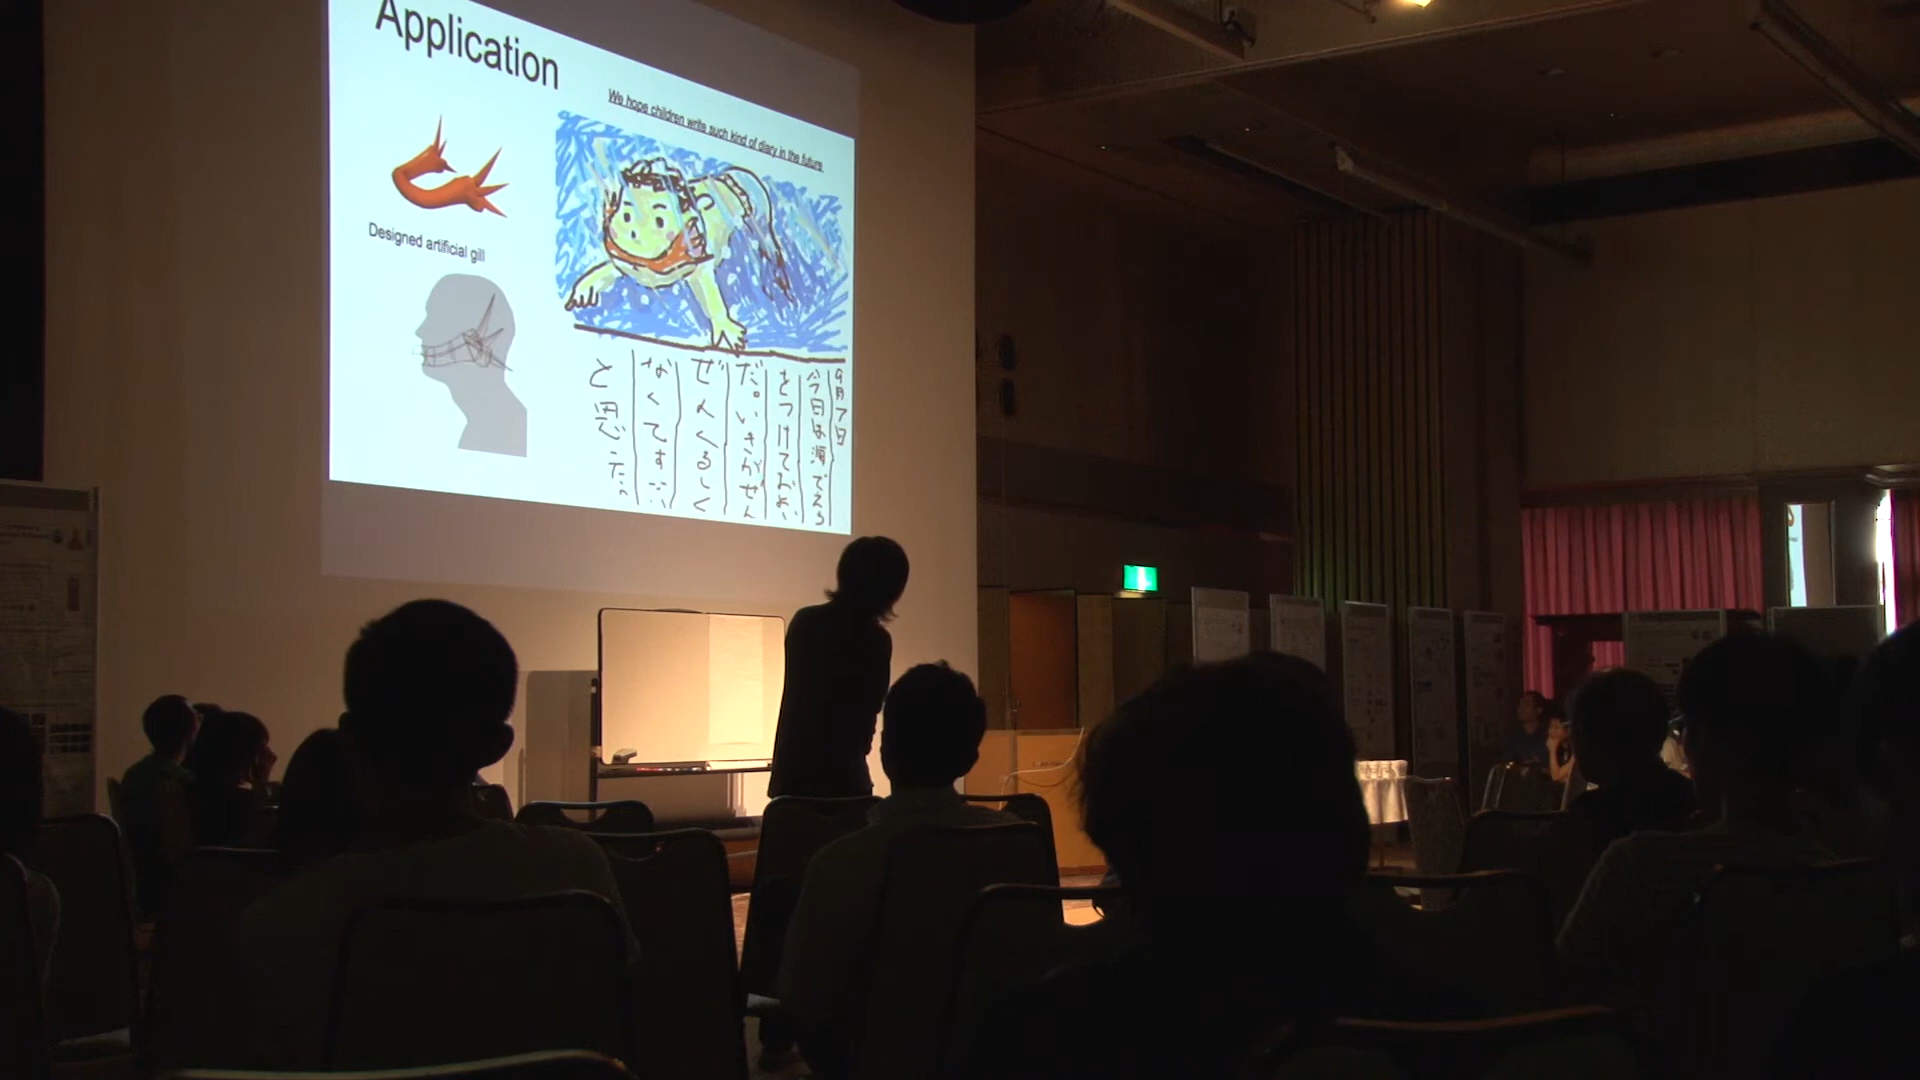 Application
We hope children write such kind of diary in the future
Designed artificial gill
9月7日
今日は海でえら
をつけておよい
だ。いきがぜん
ぜんくるしく
なくてすごい
と思った。